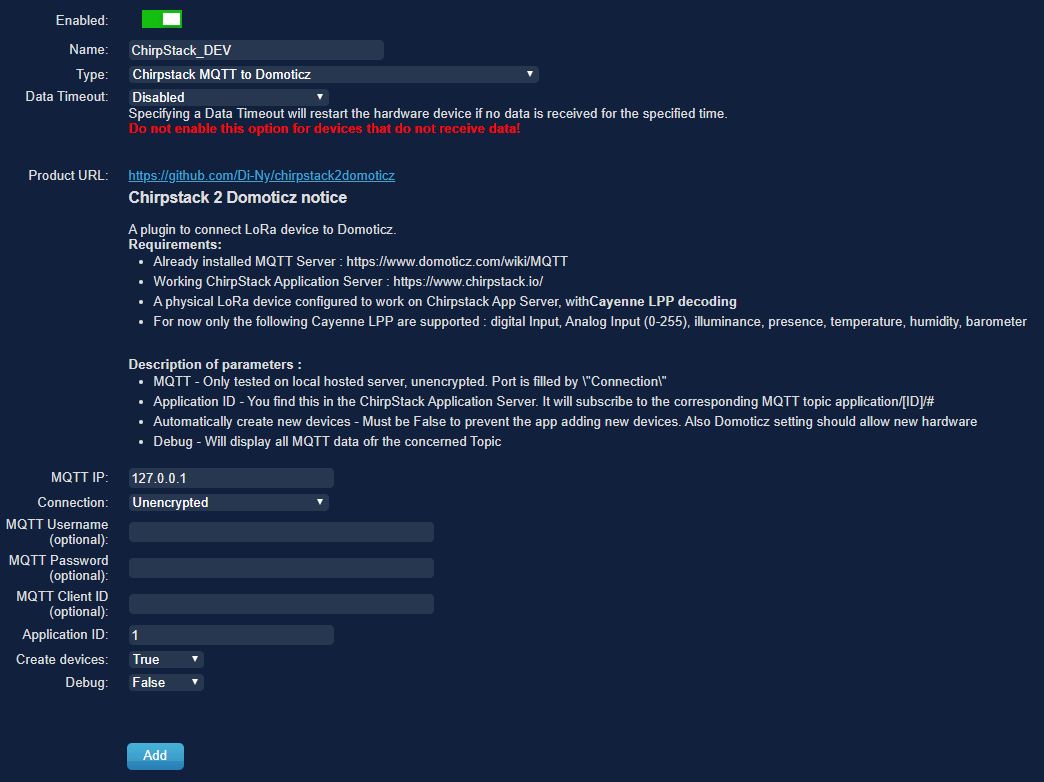 Enabled:
Name: ChirpStack_DEV
Type: Chirpstack MQTT to Domoticz
Data Timeout: Disabled
Specifying a Data Timeout will restart the hardware device if no data is received for the specified time.
Do not enable this option for devices that do not receive data!
Product URL: https://github.com/Di-Ny/chirpstack2domoticz
Chirpstack 2 Domoticz notice
A plugin to connect LoRa device to Domoticz.
Requirements:
• Already installed MQTT Server : https://www.domoticz.com/wiki/MQTT
• Working ChirpStack Application Server : https://www.chirpstack.io/
• A physical LoRa device configured to work on Chirpstack App Server, withCayenne LPP decoding
• For now only the following Cayenne LPP are supported : digital Input, Analog Input (0-255), illuminance, presence, temperature, humidity, barometer
Description of parameters :
• MQTT - Only tested on local hosted server, unencrypted. Port is filled by \"Connection\"
• Application ID - You find this in the ChirpStack Application Server. It will subscribe to the corresponding MQTT topic application/[ID]/#
• Automatically create new devices - Must be False to prevent the app adding new devices. Also Domoticz setting should allow new hardware
• Debug - Will display all MQTT data ofr the concerned Topic
MQTT IP: 127.0.0.1
Connection: Unencrypted
MQTT Username
(optional):
MQTT Password
(optional):
MQTT Client ID
(optional):
Application ID: 1
Create devices: True
Debug: False
Add